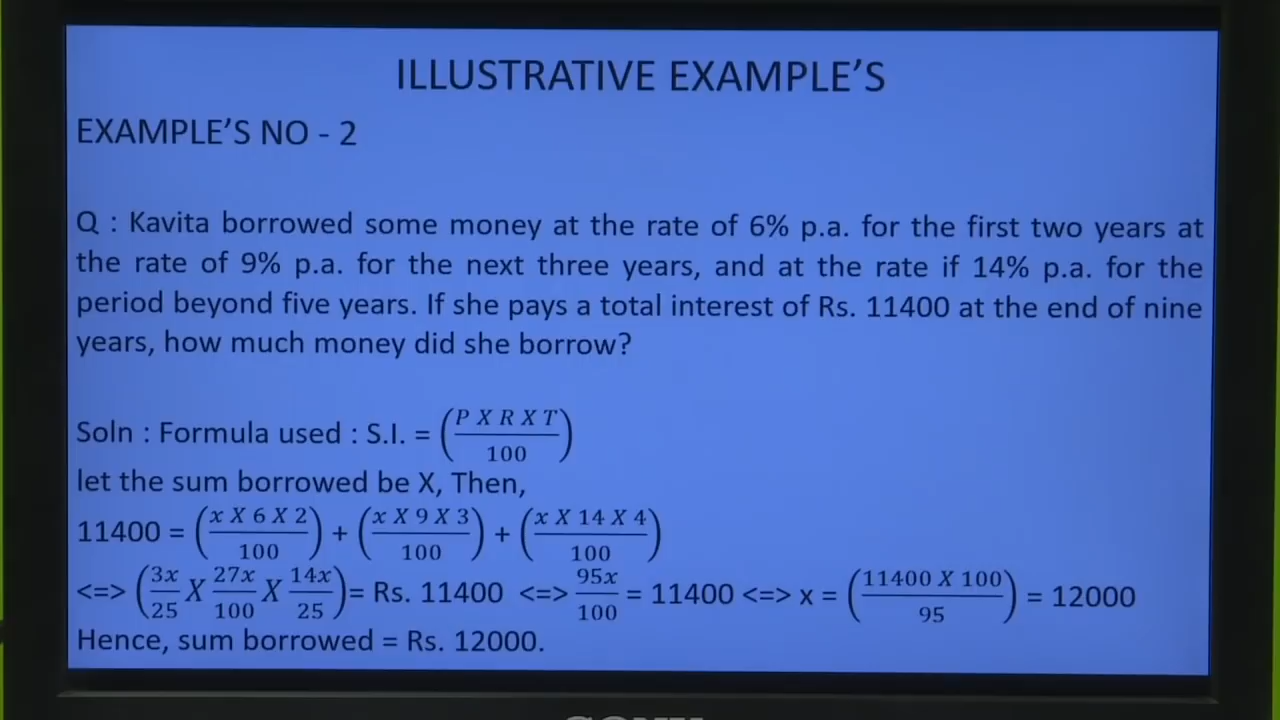 ILLUSTRATIVE EXAMPLE'S
EXAMPLE'S NO - 2
Q : Kavita borrowed some money at the rate of 6% p.a. for the first two years at
the rate of 9% p.a. for the next three years, and at the rate if 14% p.a. for the
period beyond five years. If she pays a total interest of Rs. 11400 at the end of nine
years, how much money did she borrow?
Soln : Formula used : S.I. = (P X R X T / 100)
let the sum borrowed be X, Then,
11400 = (x X 6 X 2 / 100) + (x X 9 X 3 / 100) + (x X 14 X 4 / 100)
<=> (3x/25 X 27x/100 X 14x/25) = Rs. 11400 <=> 95x/100 = 11400 <=> x = (11400 X 100 / 95) = 12000
Hence, sum borrowed = Rs. 12000.